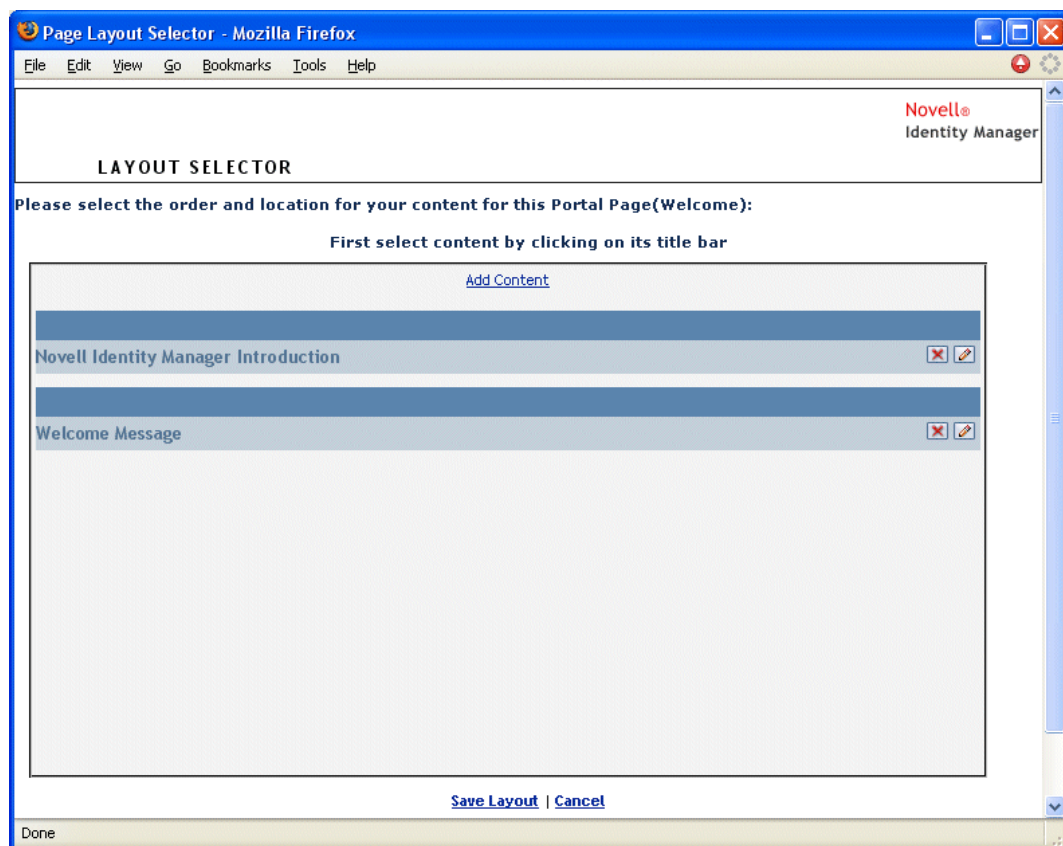 Page Layout Selector - Mozilla Firefox
File Edit View Go Bookmarks Tools Help
Novell®
Identity Manager
LAYOUT SELECTOR
Please select the order and location for your content for this Portal Page(Welcome):
First select content by clicking on its title bar
Add Content
Novell Identity Manager Introduction
Welcome Message
Save Layout | Cancel
Done